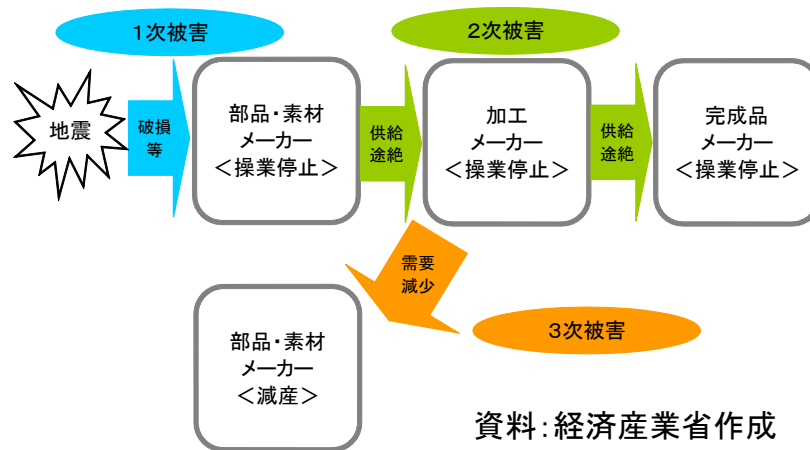 1次被害
2次被害
地震
破損
等
部品・素材
メーカー
＜操業停止＞
供給
途絶
加工
メーカー
＜操業停止＞
供給
途絶
完成品
メーカー
＜操業停止＞
需要
減少
3次被害
部品・素材
メーカー
＜減産＞
資料：経済産業省作成